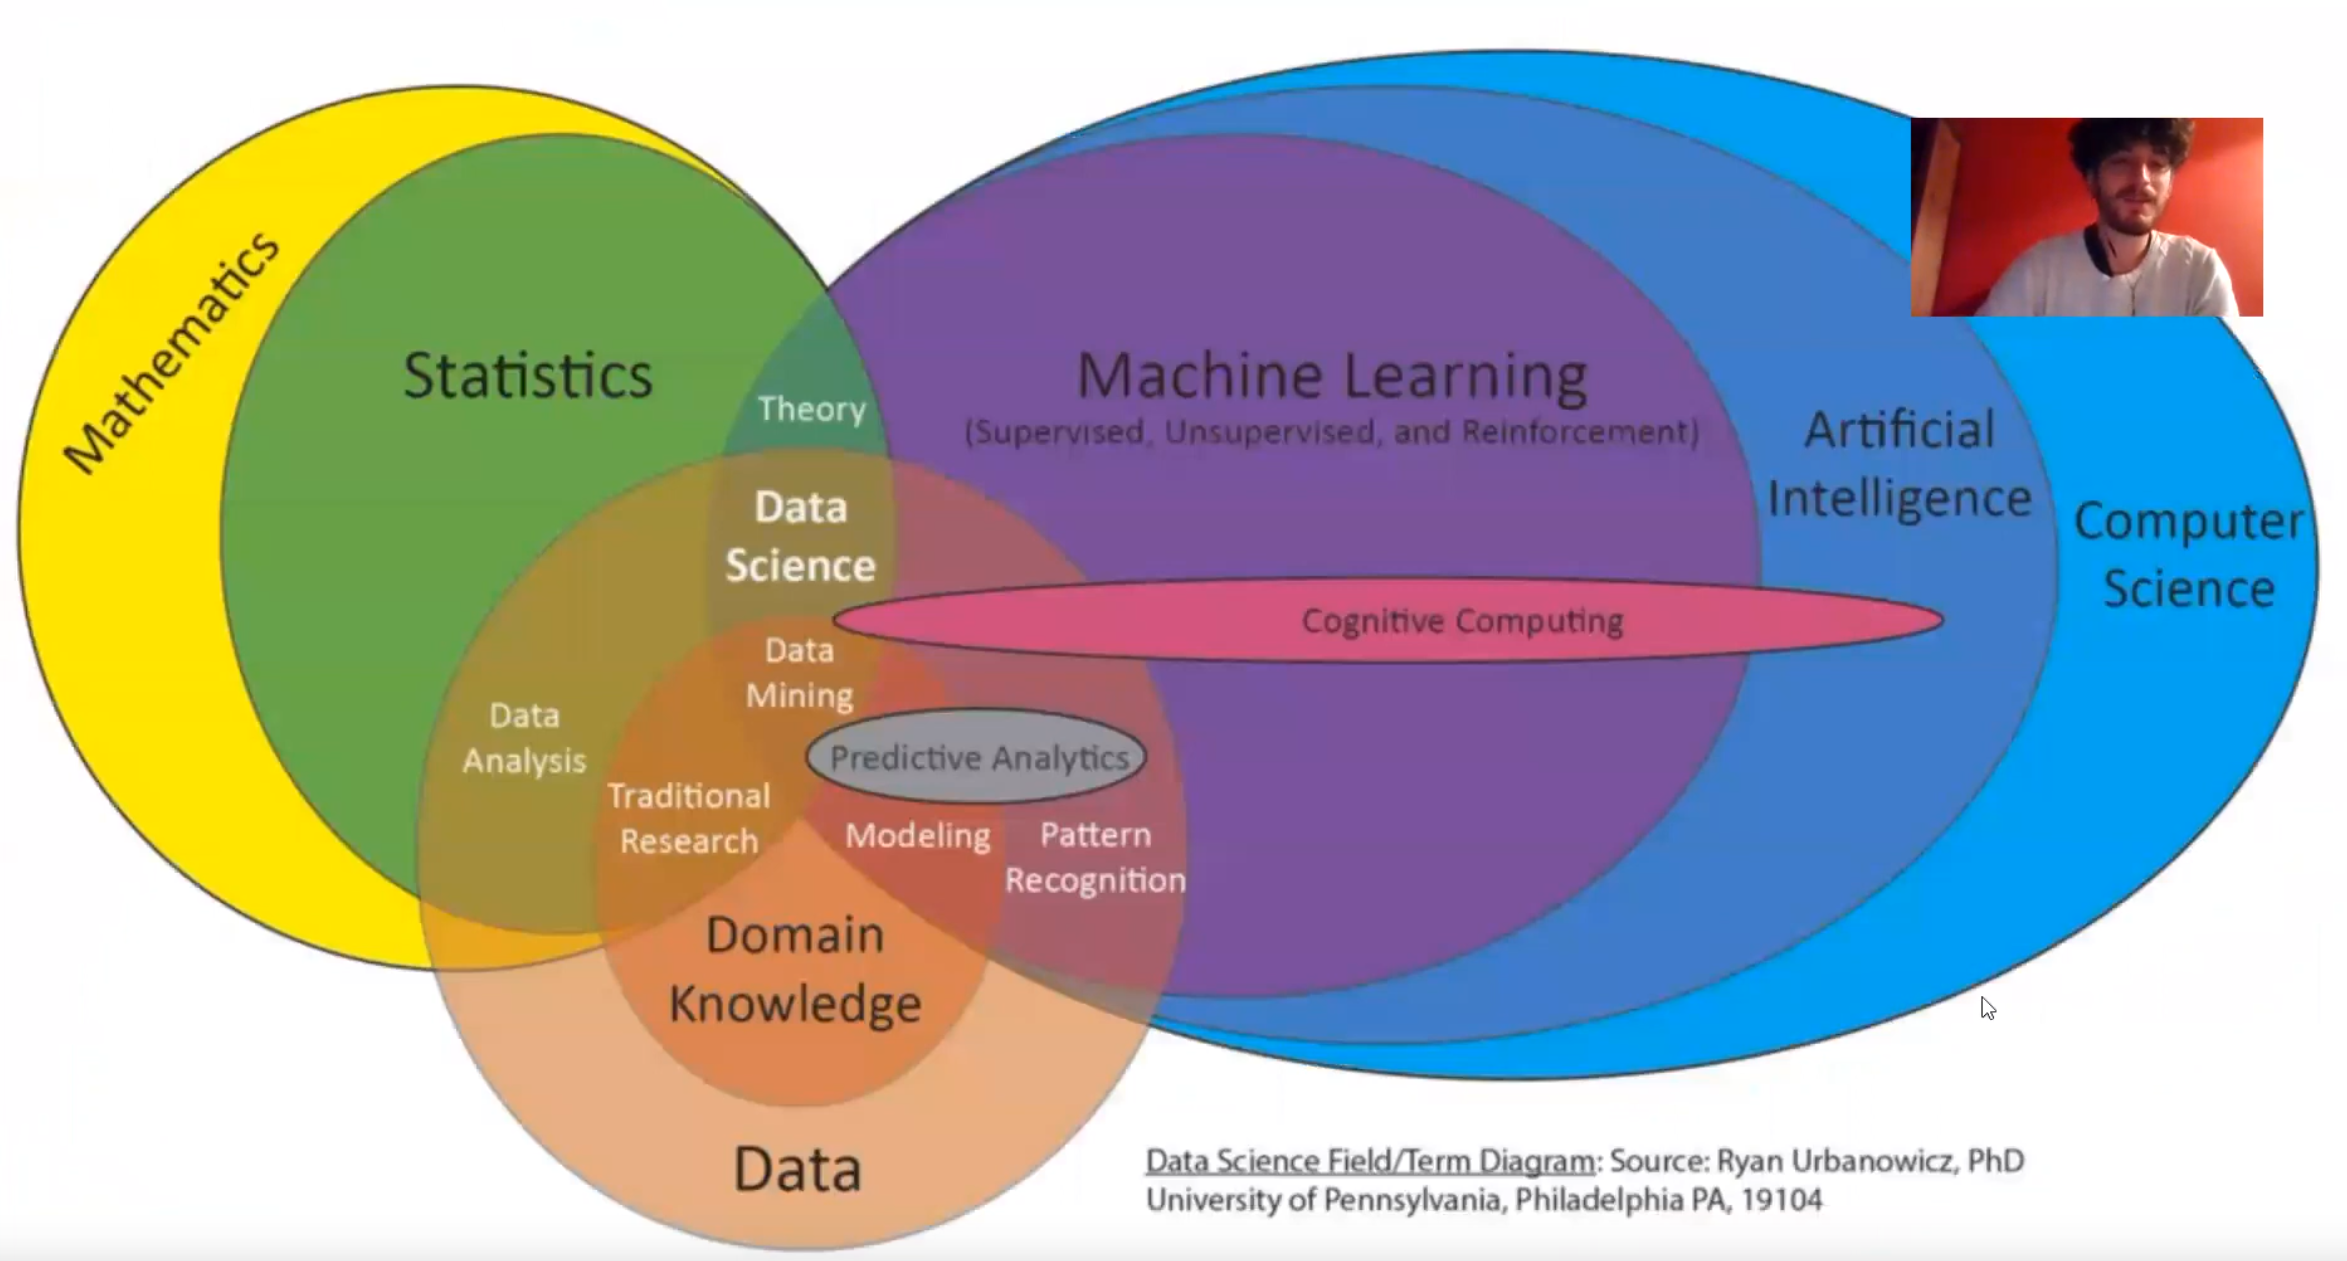 Mathematics
Statistics
Theory
Machine Learning
(Supervised, Unsupervised, and Reinforcement)
Artificial
Intelligence
Computer
Science
Data
Science
Cognitive Computing
Data
Mining
Data
Analysis
Predictive Analytics
Traditional
Research
Modeling
Pattern
Recognition
Domain
Knowledge
Data
Data Science Field/Term Diagram: Source: Ryan Urbanowicz, PhD
University of Pennsylvania, Philadelphia PA, 19104